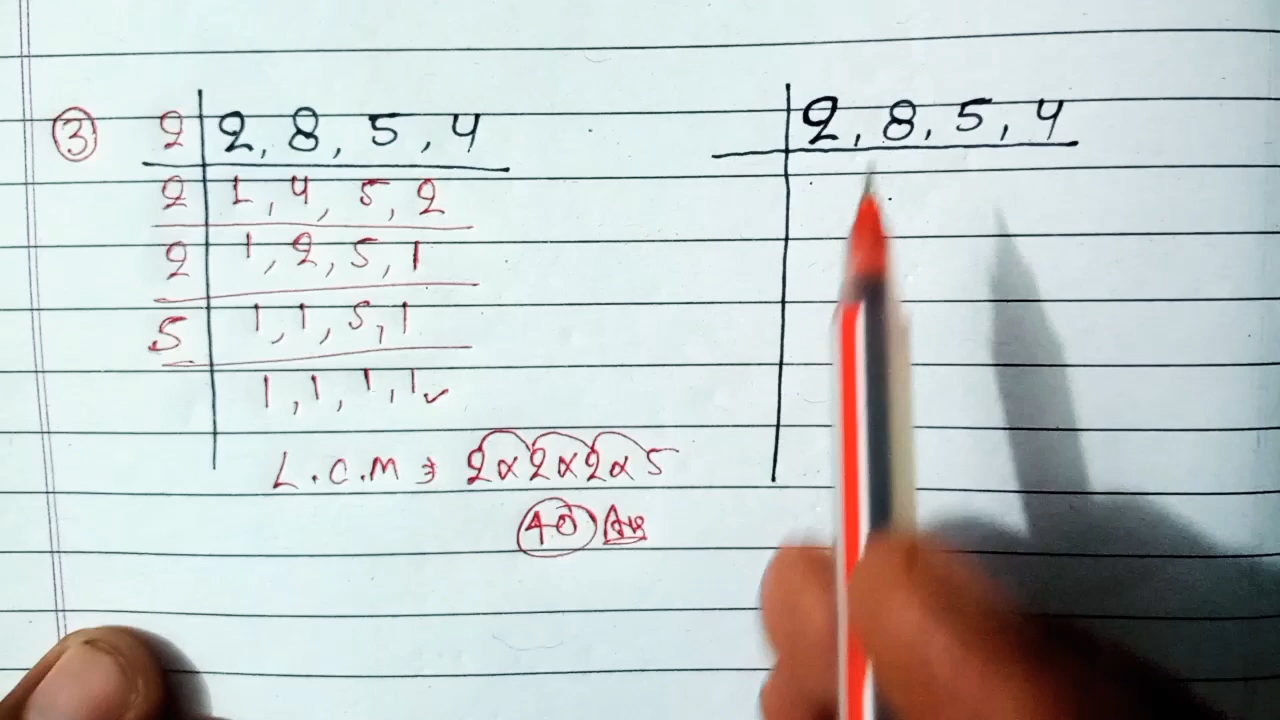 ③ 2 | 2, 8, 5, 4
2 | 1, 4, 5, 2
2 | 1, 2, 5, 1
5 | 1, 1, 5, 1
1, 1, 1, 1 ✓
L.C.M ⇒ 2×2×2×5
40 Ans
2, 8, 5, 4